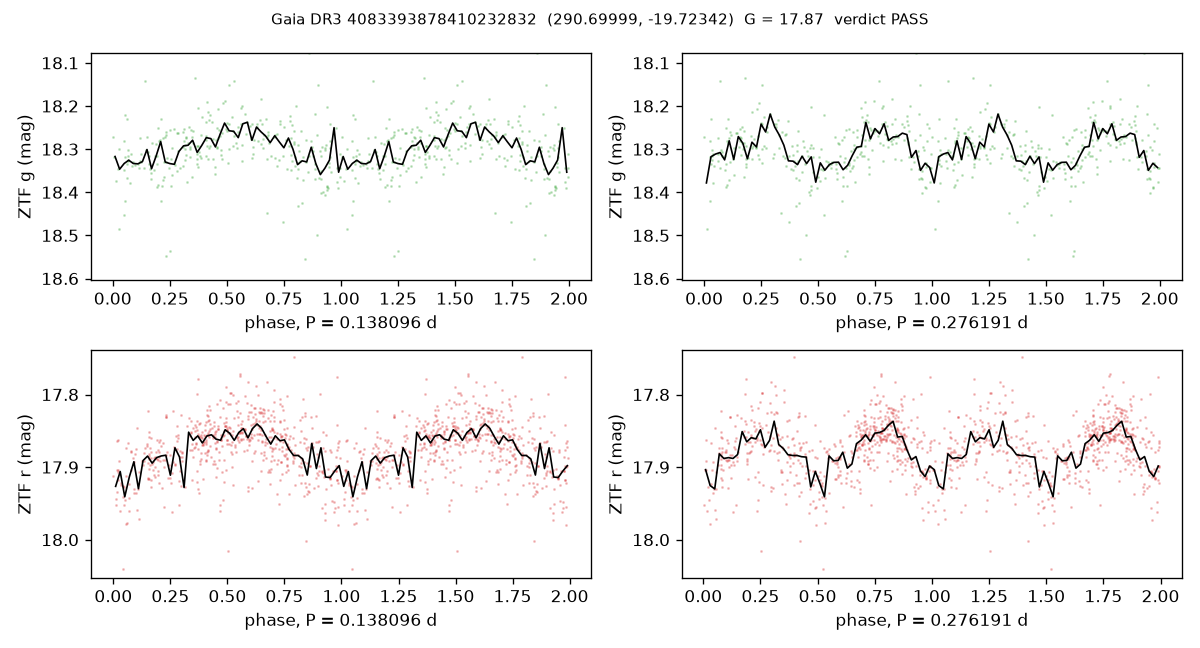 Gaia DR3 4083393878410232832 (290.69999, -19.72342) G = 17.87 verdict PASS
ZTF g (mag)
18.1
18.2
18.3
18.4
18.5
18.6
0.00 0.25 0.50 0.75 1.00 1.25 1.50 1.75 2.00
phase, P = 0.138096 d
ZTF g (mag)
18.1
18.2
18.3
18.4
18.5
18.6
0.00 0.25 0.50 0.75 1.00 1.25 1.50 1.75 2.00
phase, P = 0.276191 d
ZTF r (mag)
17.8
17.9
18.0
0.00 0.25 0.50 0.75 1.00 1.25 1.50 1.75 2.00
phase, P = 0.138096 d
ZTF r (mag)
17.8
17.9
18.0
0.00 0.25 0.50 0.75 1.00 1.25 1.50 1.75 2.00
phase, P = 0.276191 d